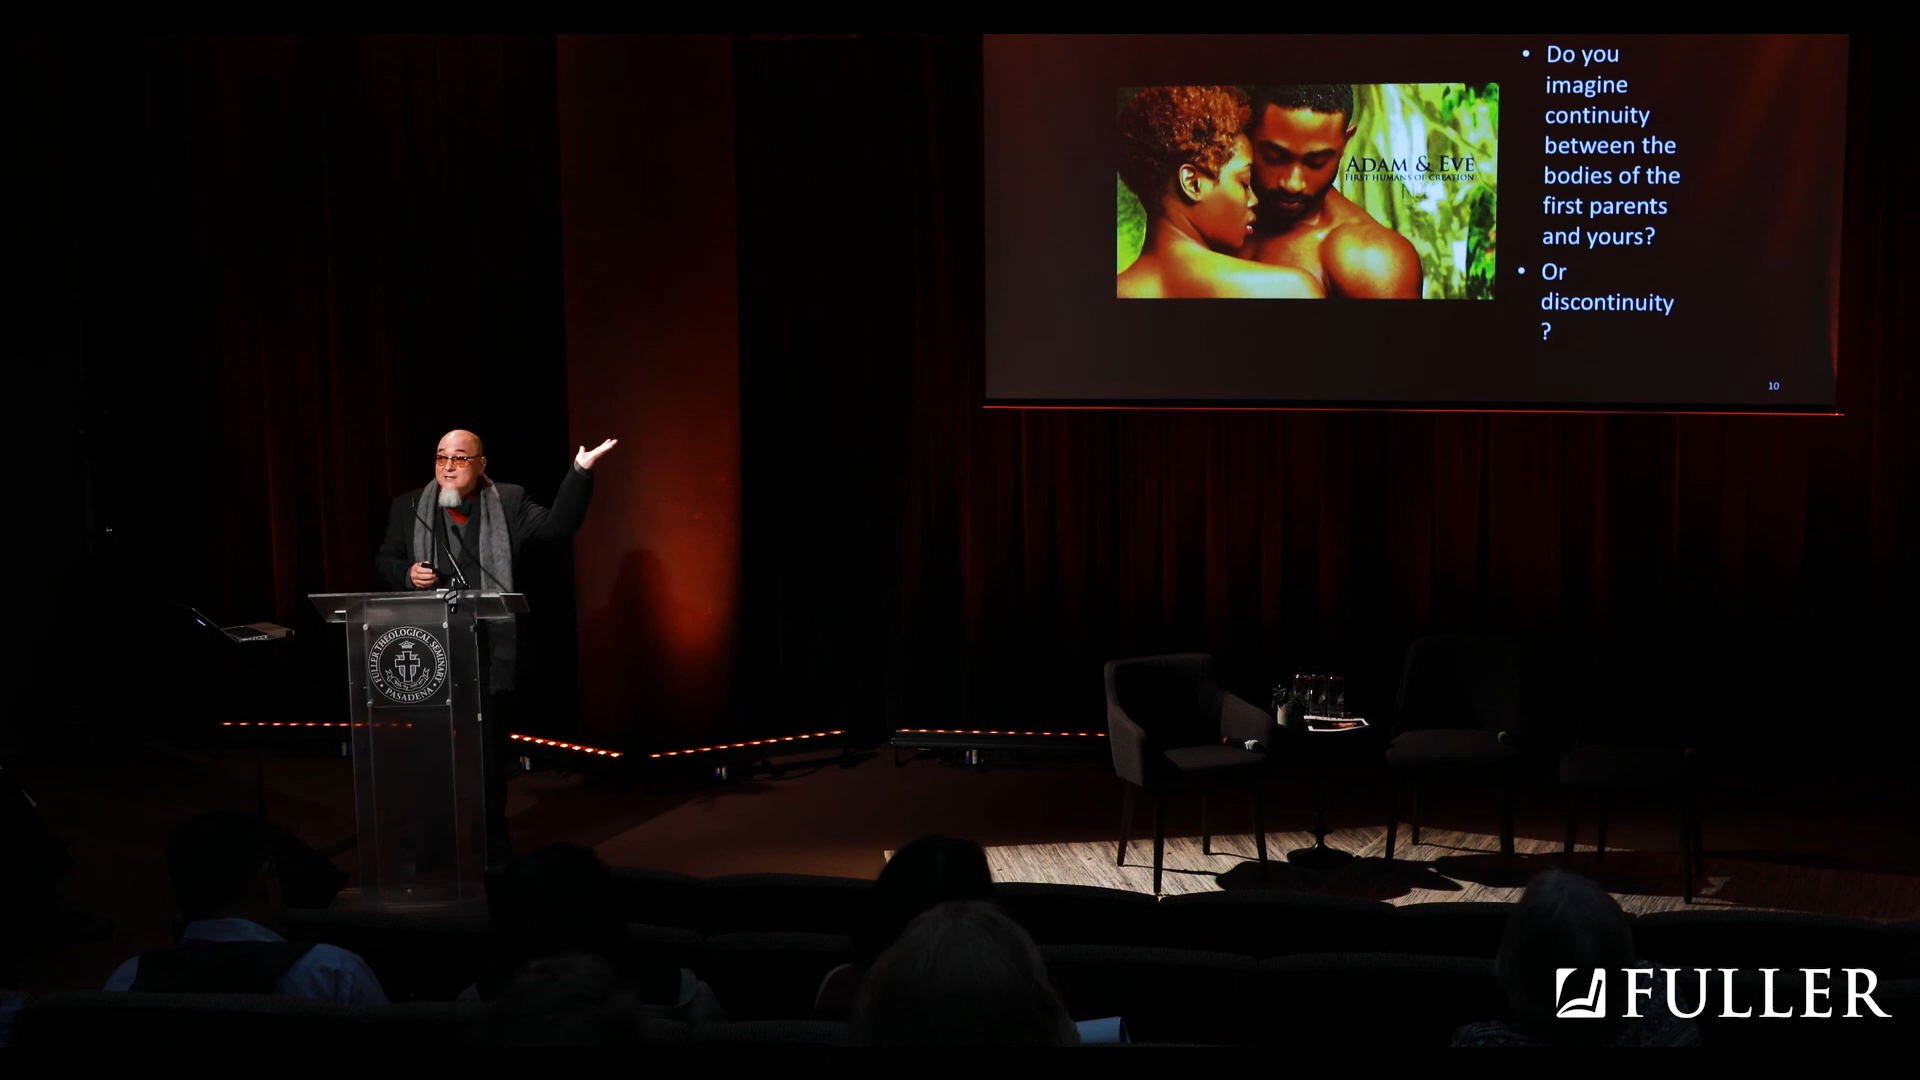 • Do you
imagine
continuity
between the
bodies of the
first parents
and yours?
• Or
discontinuity
?
ADAM & EVE
FIRST HUMANS OF CREATION
10
FULLER THEOLOGICAL SEMINARY
• PASADENA •
FULLER